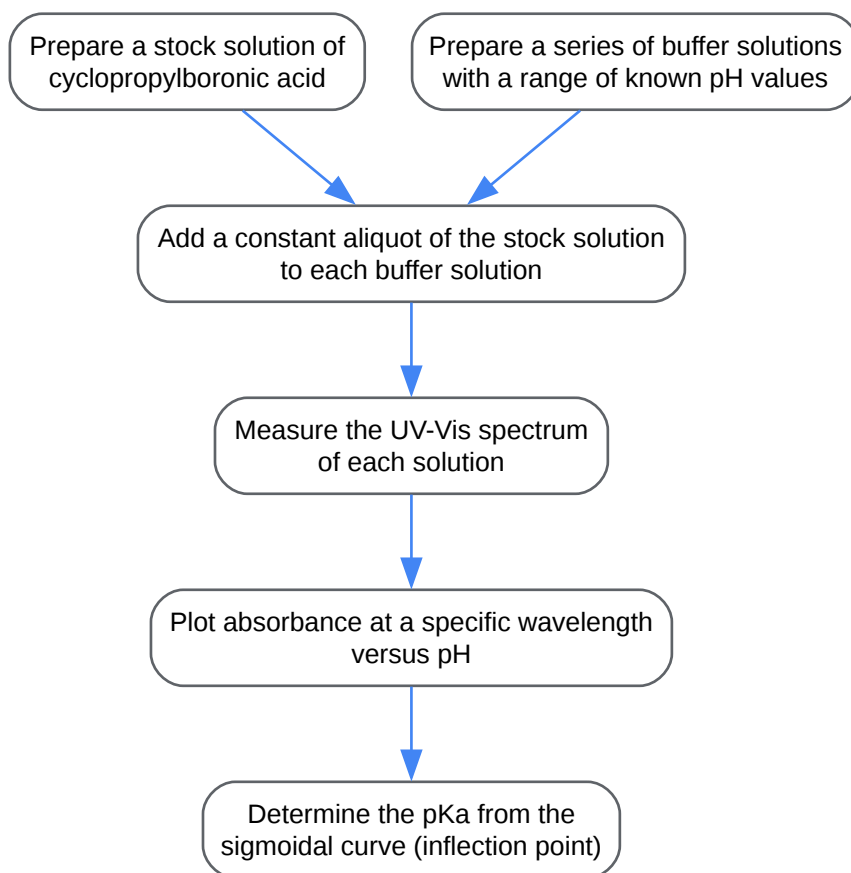 Prepare a stock solution of
cyclopropylboronic acid
Prepare a series of buffer solutions
with a range of known pH values
Add a constant aliquot of the stock solution
to each buffer solution
Measure the UV-Vis spectrum
of each solution
Plot absorbance at a specific wavelength
versus pH
Determine the pKa from the
sigmoidal curve (inflection point)